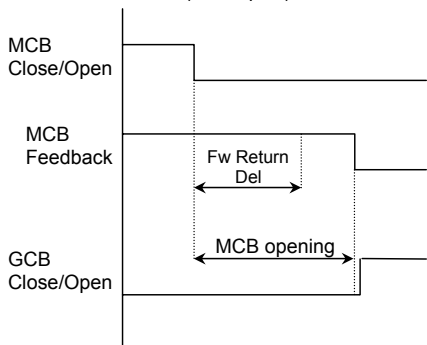 MCB
Close/Open
MCB
Feedback
Fw Return
Del
MCB opening
GCB
Close/Open